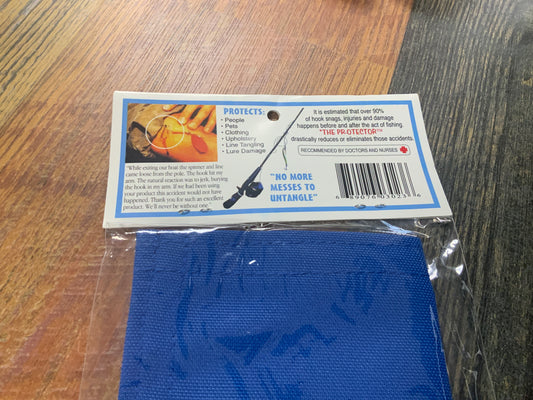 PROTECTS:
• People
• Pets
• Clothing
• Upholstery
• Line Tangling
• Lure Damage
"While exiting our boat the spinner and line
came loose from the pole. The hook hit my
arm. The natural reaction was to jerk, burying
the hook in my arm. If we had been using
your product this accident would not have
happened. Thank you for such an excellent
product. We'll never be without one."
"NO MORE
MESSES TO
UNTANGLE"
It is estimated that over 90%
of hook snags, injuries and damage
happens before and after the act of fishing.
"THE PROTECTOR™
drastically reduces or eliminates those accidents.
RECOMMENDED BY DOCTORS AND NURSES
6 89076 03023 6